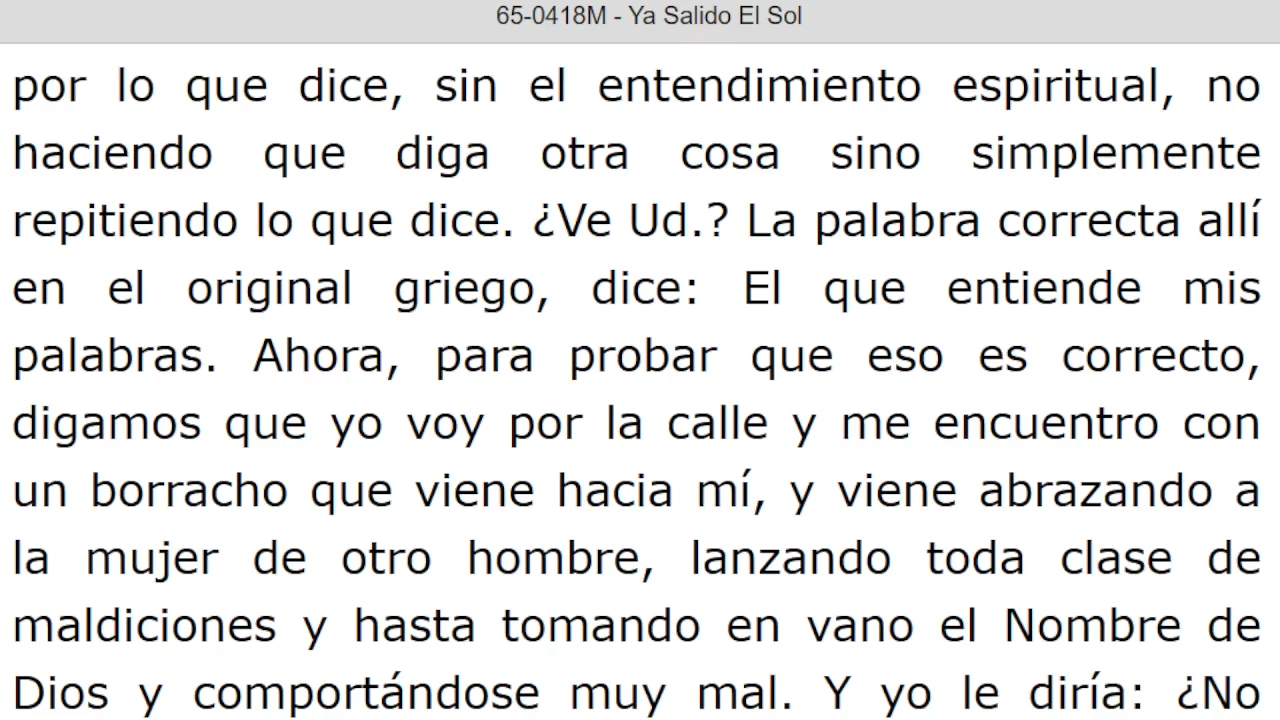 65-0418M - Ya Salido El Sol
por lo que dice, sin el entendimiento espiritual, no
haciendo que diga otra cosa sino simplemente
repitiendo lo que dice. ¿Ve Ud.? La palabra correcta allí
en el original griego, dice: El que entiende mis
palabras. Ahora, para probar que eso es correcto,
digamos que yo voy por la calle y me encuentro con
un borracho que viene hacia mí, y viene abrazando a
la mujer de otro hombre, lanzando toda clase de
maldiciones y hasta tomando en vano el Nombre de
Dios y comportándose muy mal. Y yo le diría: ¿No